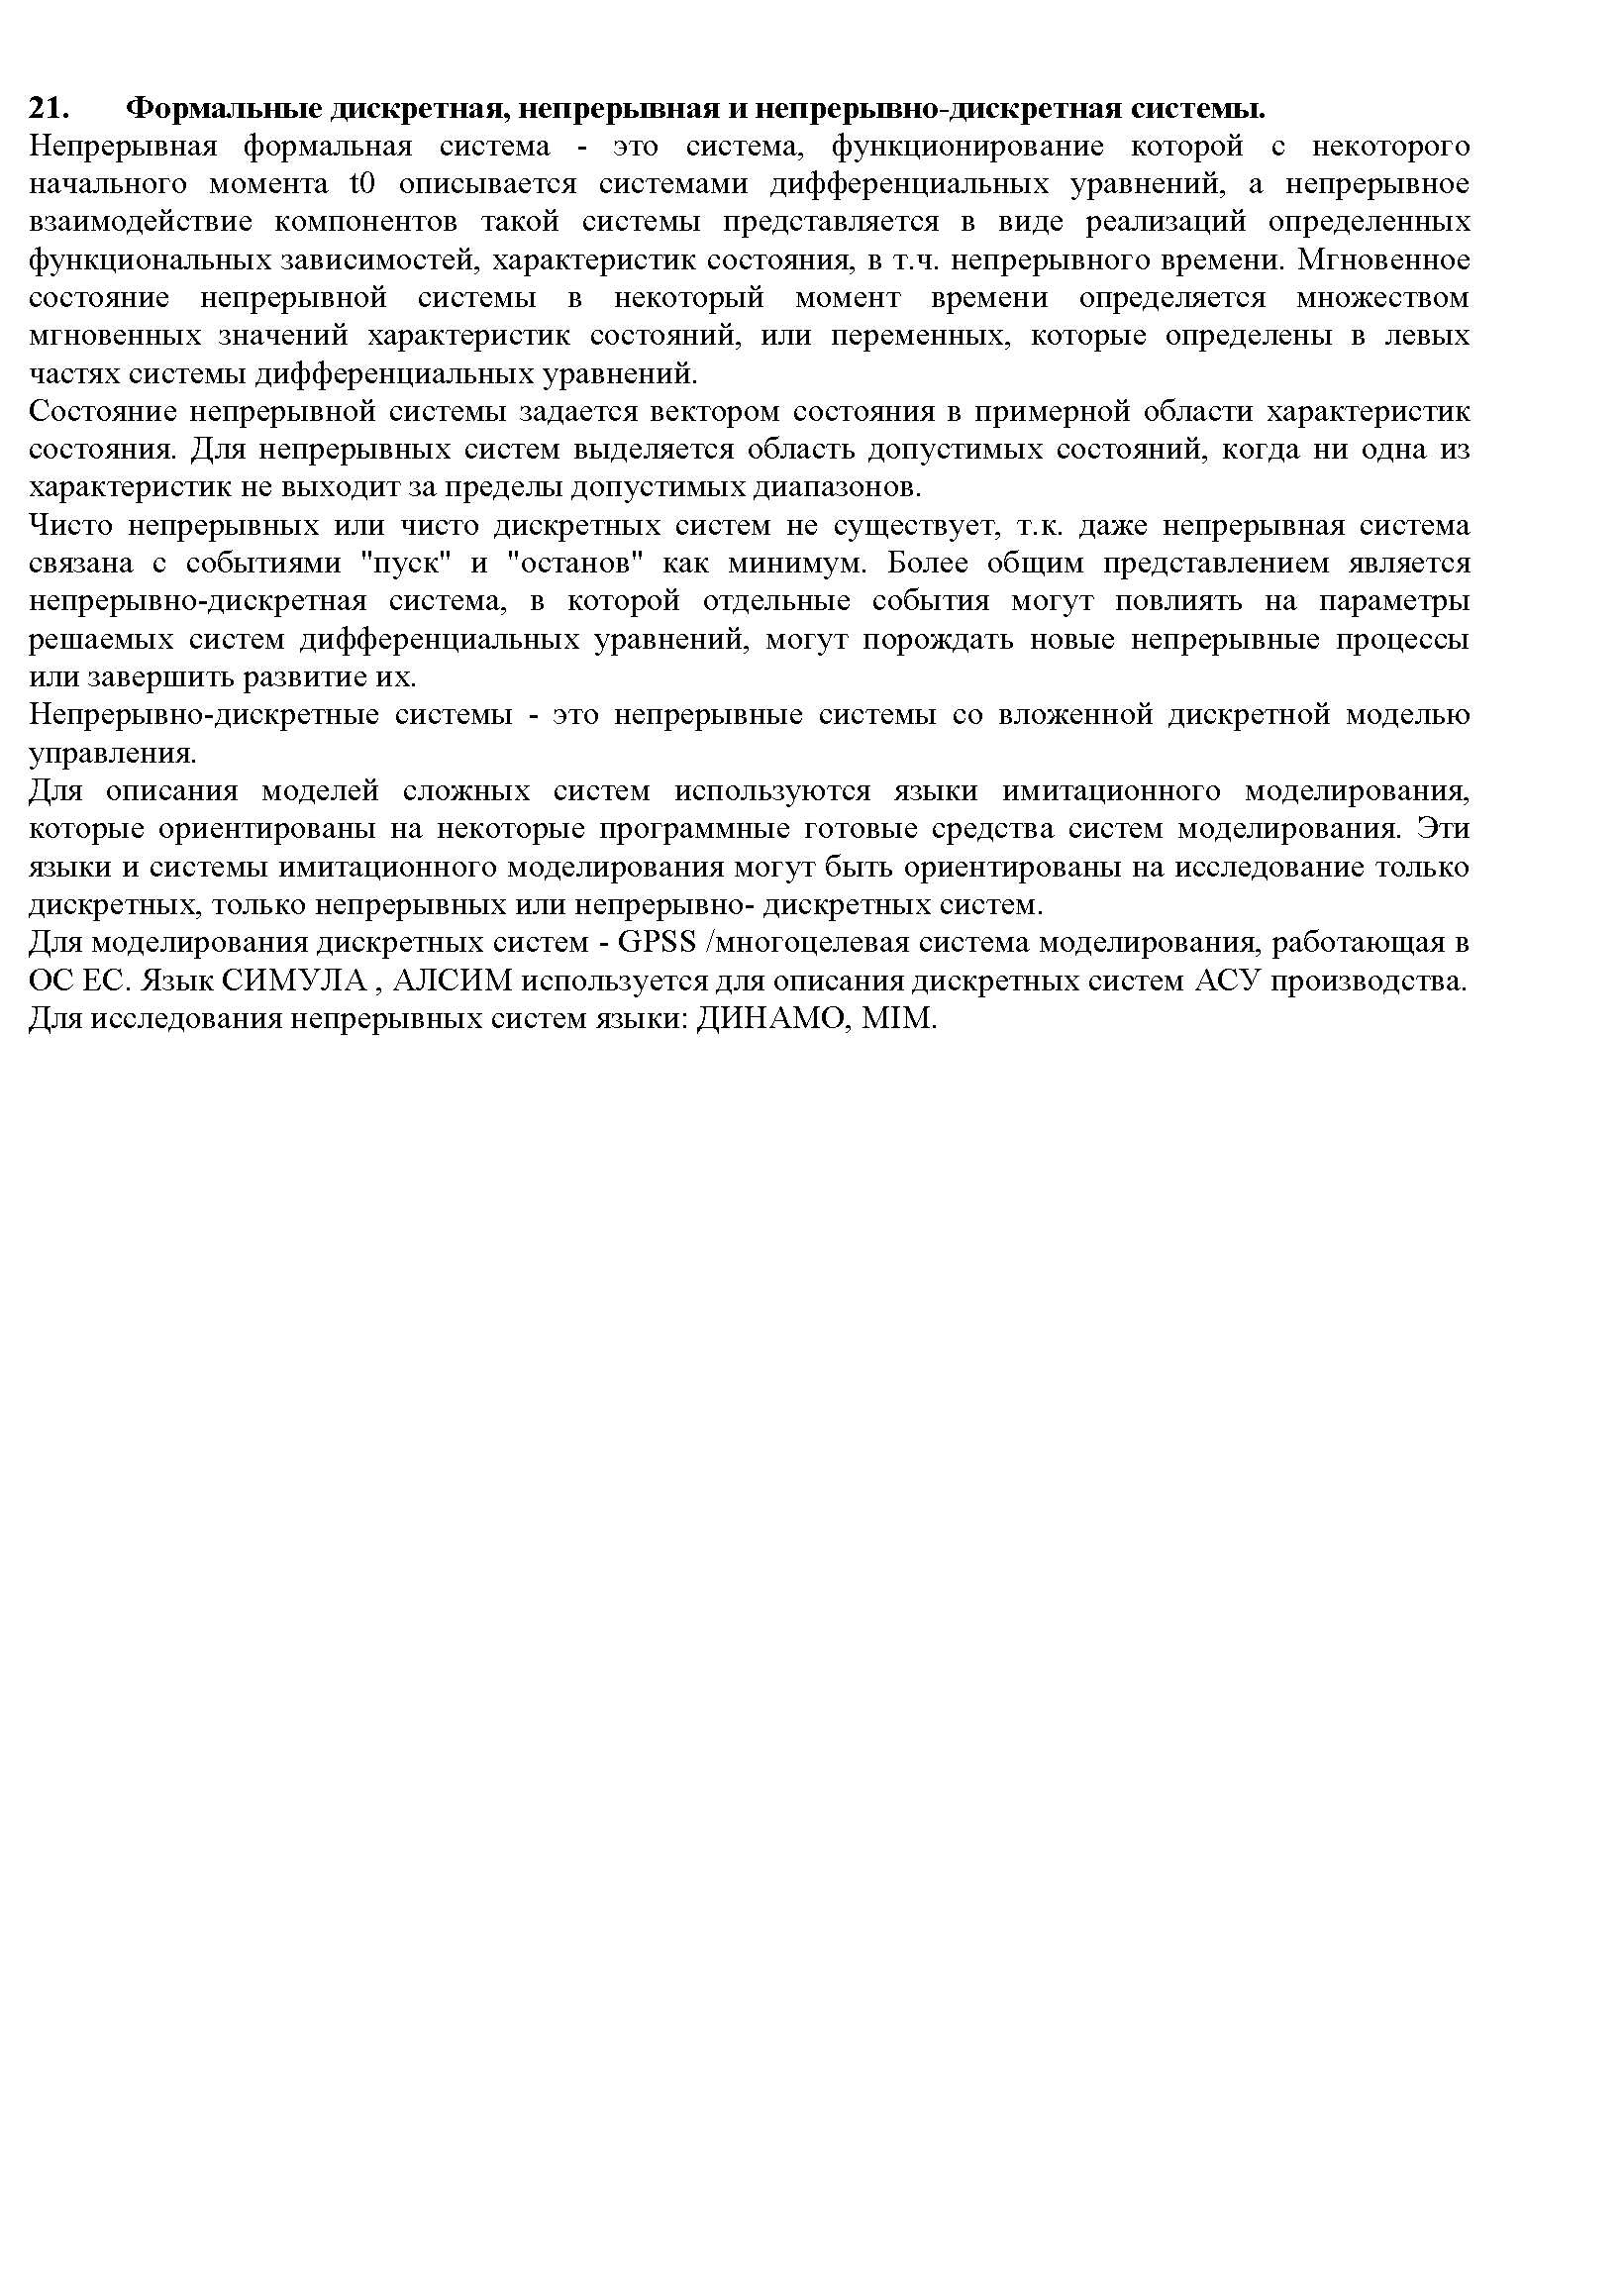 21. Формальные дискретная, непрерывная и непрерывно-дискретная системы.
Непрерывная формальная система - это система, функционирование которой с некоторого
начального момента t0 описывается системами дифференциальных уравнений, а непрерывное
взаимодействие компонентов такой системы представляется в виде реализаций определенных
функциональных зависимостей, характеристик состояния, в т.ч. непрерывного времени. Мгновенное
состояние непрерывной системы в некоторый момент времени определяется множеством
мгновенных значений характеристик состояний, или переменных, которые определены в левых
частях системы дифференциальных уравнений.
Состояние непрерывной системы задается вектором состояния в примерной области характеристик
состояния. Для непрерывных систем выделяется область допустимых состояний, когда ни одна из
характеристик не выходит за пределы допустимых диапазонов.
Чисто непрерывных или чисто дискретных систем не существует, т.к. даже непрерывная система
связана с событиями "пуск" и "останов" как минимум. Более общим представлением является
непрерывно-дискретная система, в которой отдельные события могут повлиять на параметры
решаемых систем дифференциальных уравнений, могут порождать новые непрерывные процессы
или завершить развитие их.
Непрерывно-дискретные системы - это непрерывные системы со вложенной дискретной моделью
управления.
Для описания моделей сложных систем используются языки имитационного моделирования,
которые ориентированы на некоторые программные готовые средства систем моделирования. Эти
языки и системы имитационного моделирования могут быть ориентированы на исследование только
дискретных, только непрерывных или непрерывно- дискретных систем.
Для моделирования дискретных систем - GPSS /многоцелевая система моделирования, работающая в
ОС ЕС. Язык СИМУЛА , АЛСИМ используется для описания дискретных систем АСУ производства.
Для исследования непрерывных систем языки: ДИНАМО, MIM.